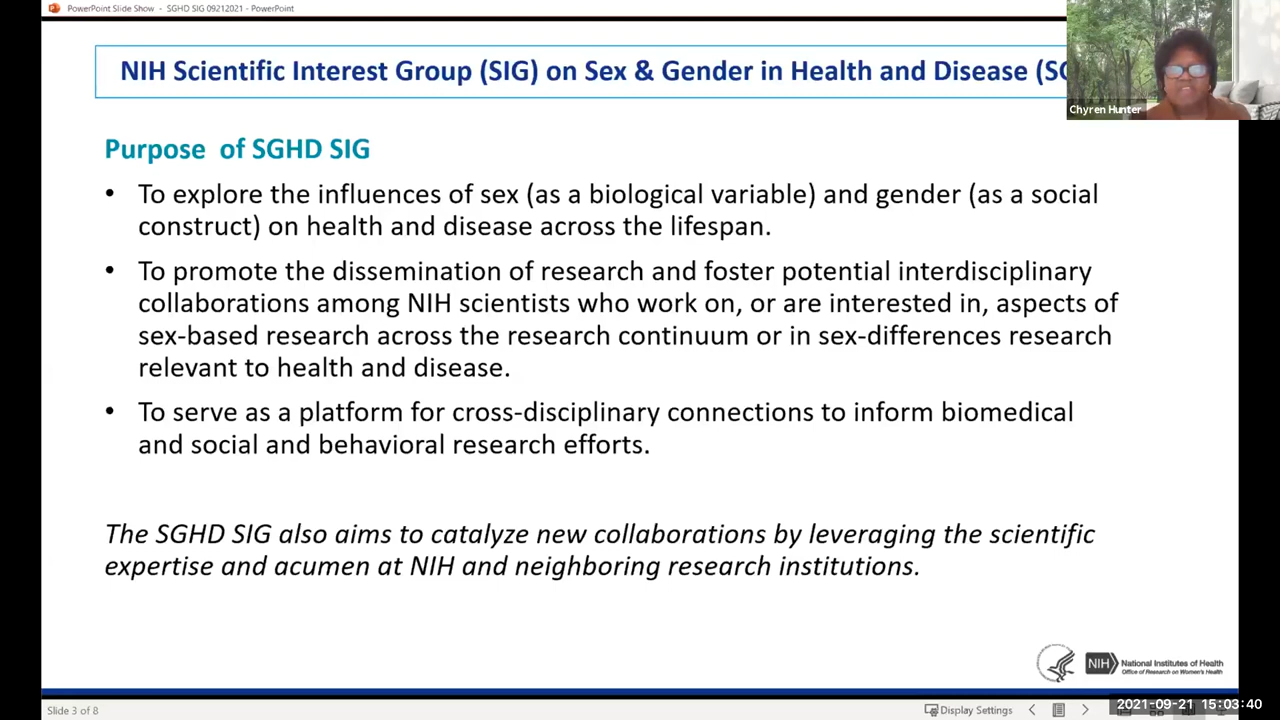 PowerPoint Slide Show - SGHD SIG 09212021 - PowerPoint
NIH Scientific Interest Group (SIG) on Sex & Gender in Health and Disease (SG
Chyren Hunter
Purpose of SGHD SIG
• To explore the influences of sex (as a biological variable) and gender (as a social
construct) on health and disease across the lifespan.
• To promote the dissemination of research and foster potential interdisciplinary
collaborations among NIH scientists who work on, or are interested in, aspects of
sex-based research across the research continuum or in sex-differences research
relevant to health and disease.
• To serve as a platform for cross-disciplinary connections to inform biomedical
and social and behavioral research efforts.
The SGHD SIG also aims to catalyze new collaborations by leveraging the scientific
expertise and acumen at NIH and neighboring research institutions.
NIH National Institutes of Health
Office of Research on Women's Health
Slide 3 of 8
Display Settings
2021-09-21 15:03:40